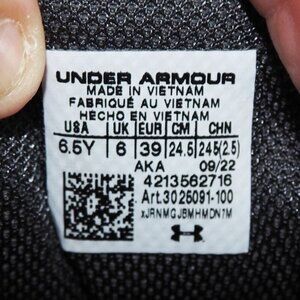 UNDER ARMOUR
MADE IN VIETNAM
FABRIQUÉ AU VIETNAM
HECHO EN VIETNAM
USA UK EUR CM CHN
6.5Y 6 39 24.5 245(2.5)
AKA 09/22
4213562716
Art.3025091-100
xJRNMGJBMHMDN7M